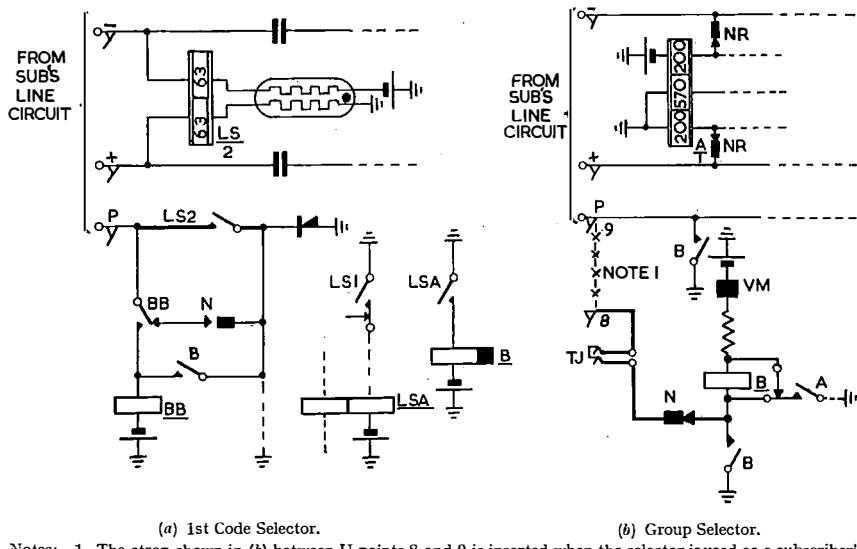 FROM
SUB'S
LINE
CIRCUIT
−
+
P
63
63
LS
2
LS2
BB
N
B
BB
LS1
LSA
LSA
B
FROM
SUB'S
LINE
CIRCUIT
−
+
P
9
NOTE 1
8
TJ
200
570
200
NR
A
NR
B
VM
B
A
N
B
(a) 1st Code Selector.
(b) Group Selector.
1. The strap shown in (b) between U points 8 and 9 is inserted when the selector is used as a subscriber's